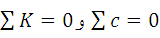 ∑ K = 0 و ∑ c = 0